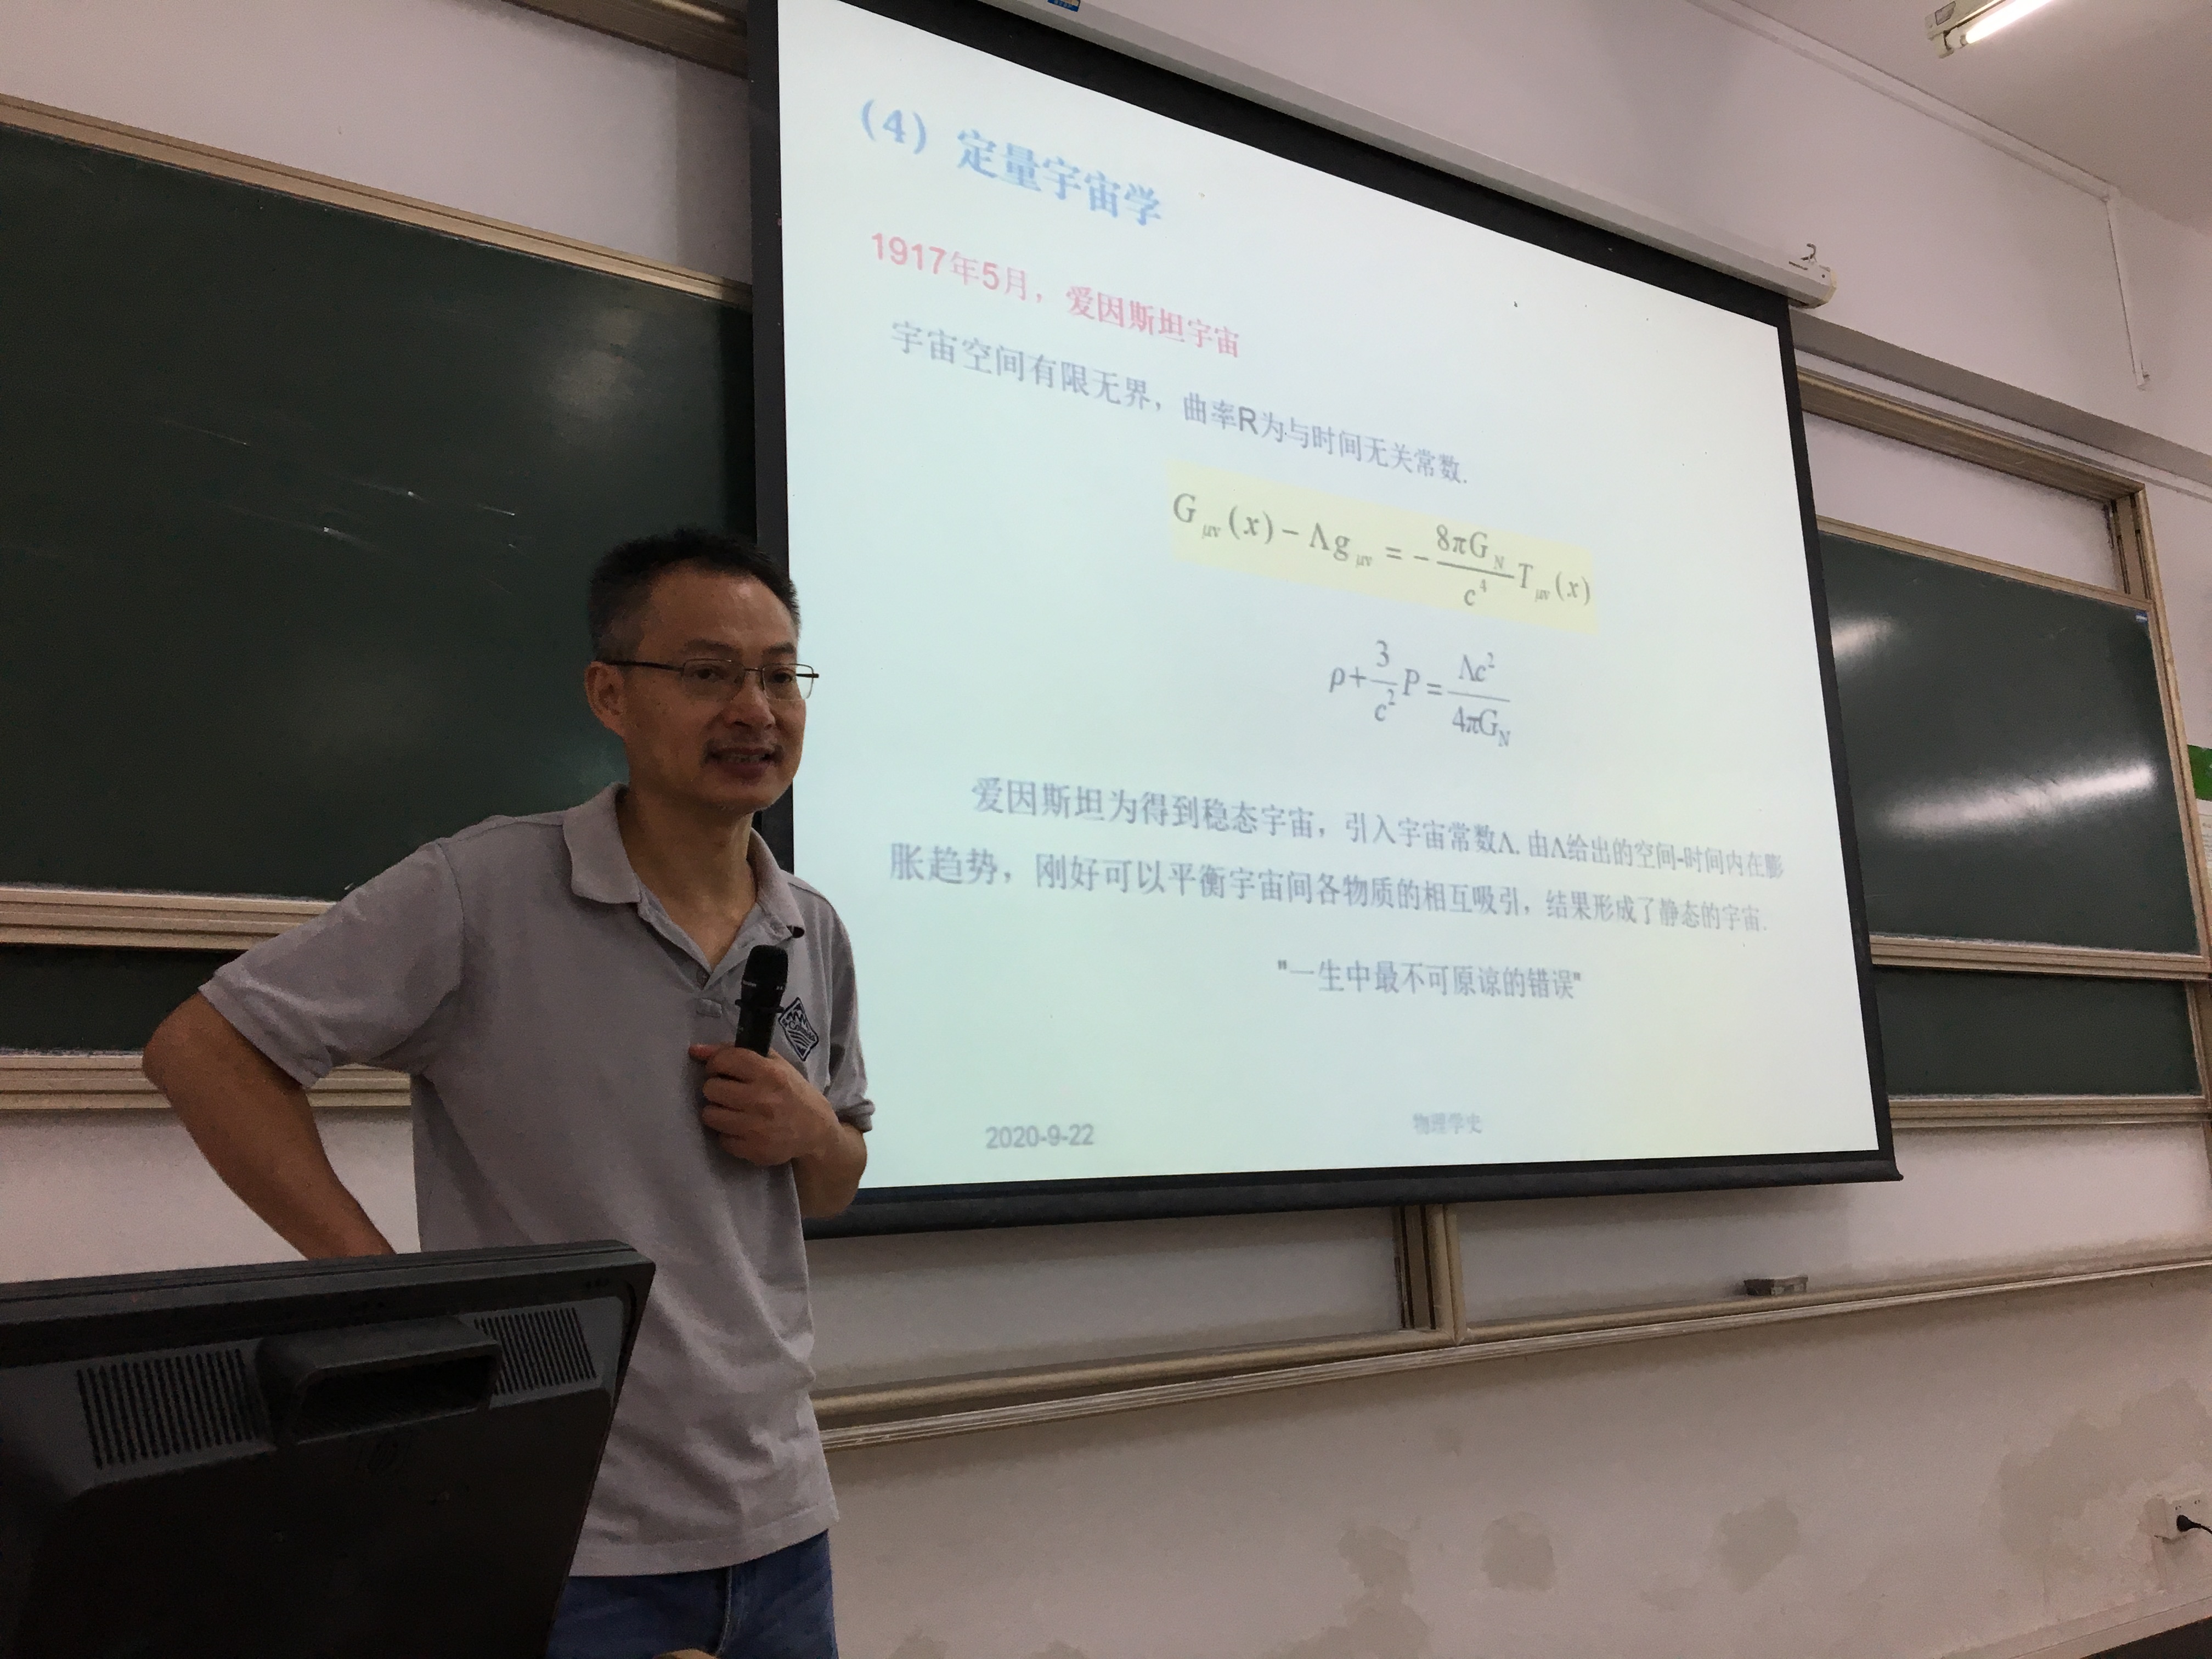 (4) 定量宇宙学
1917年5月，爱因斯坦宇宙
宇宙空间有限无界，曲率R为与时间无关常数.
G_μν(x) − Λg_μν = − 8πG_N / c⁴ T_μν(x)
ρ + 3/c² P = Λc² / 4πG_N
爱因斯坦为得到稳态宇宙，引入宇宙常数Λ. 由Λ给出的空间-时间内在膨
胀趋势，刚好可以平衡宇宙间各物质的相互吸引，结果形成了静态的宇宙.
"一生中最不可原谅的错误"
2020-9-22
物理学史